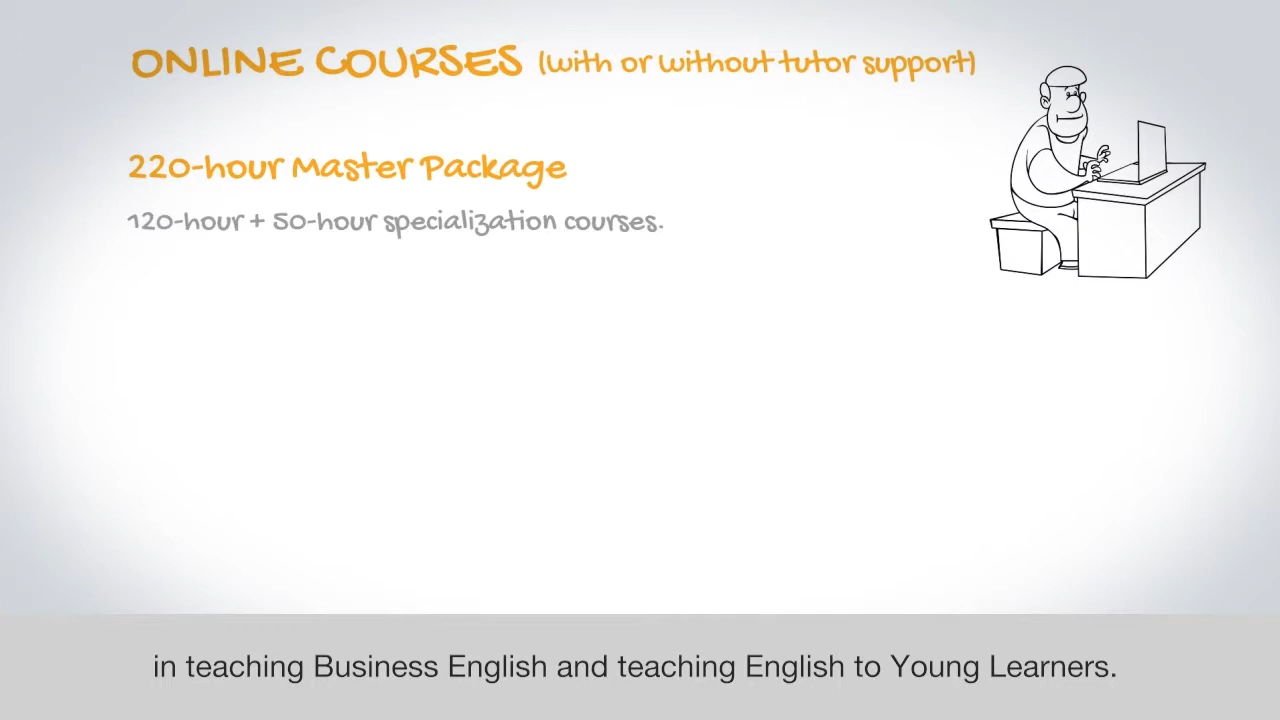 ONLINE COURSES (with or without tutor support)
220-hour Master Package
120-hour + 50-hour specialization courses.
in teaching Business English and teaching English to Young Learners.